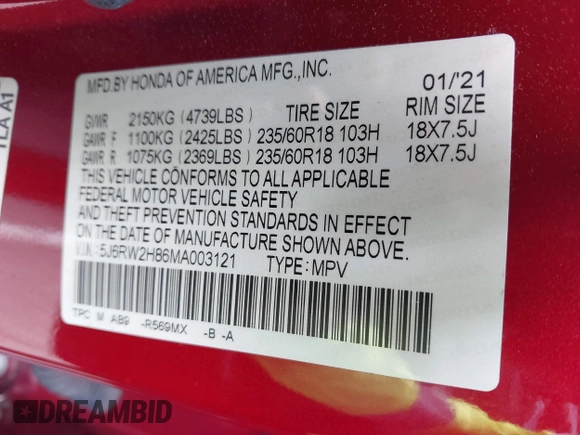 MFD.BY HONDA OF AMERICA MFG.,INC. 01/'21
GVWR 2150KG (4739LBS) TIRE SIZE RIM SIZE
GAWR F 1100KG (2425LBS) 235/60R18 103H 18X7.5J
GAWR R 1075KG (2369LBS) 235/60R18 103H 18X7.5J
THIS VEHICLE CONFORMS TO ALL APPLICABLE
FEDERAL MOTOR VEHICLE SAFETY
AND THEFT PREVENTION STANDARDS IN EFFECT
ON THE DATE OF MANUFACTURE SHOWN ABOVE.
V.I.N: 5J6RW2H86MA003121 TYPE: MPV
TPC M AB9 -R569MX -B -A
TLA A1
DREAMBID